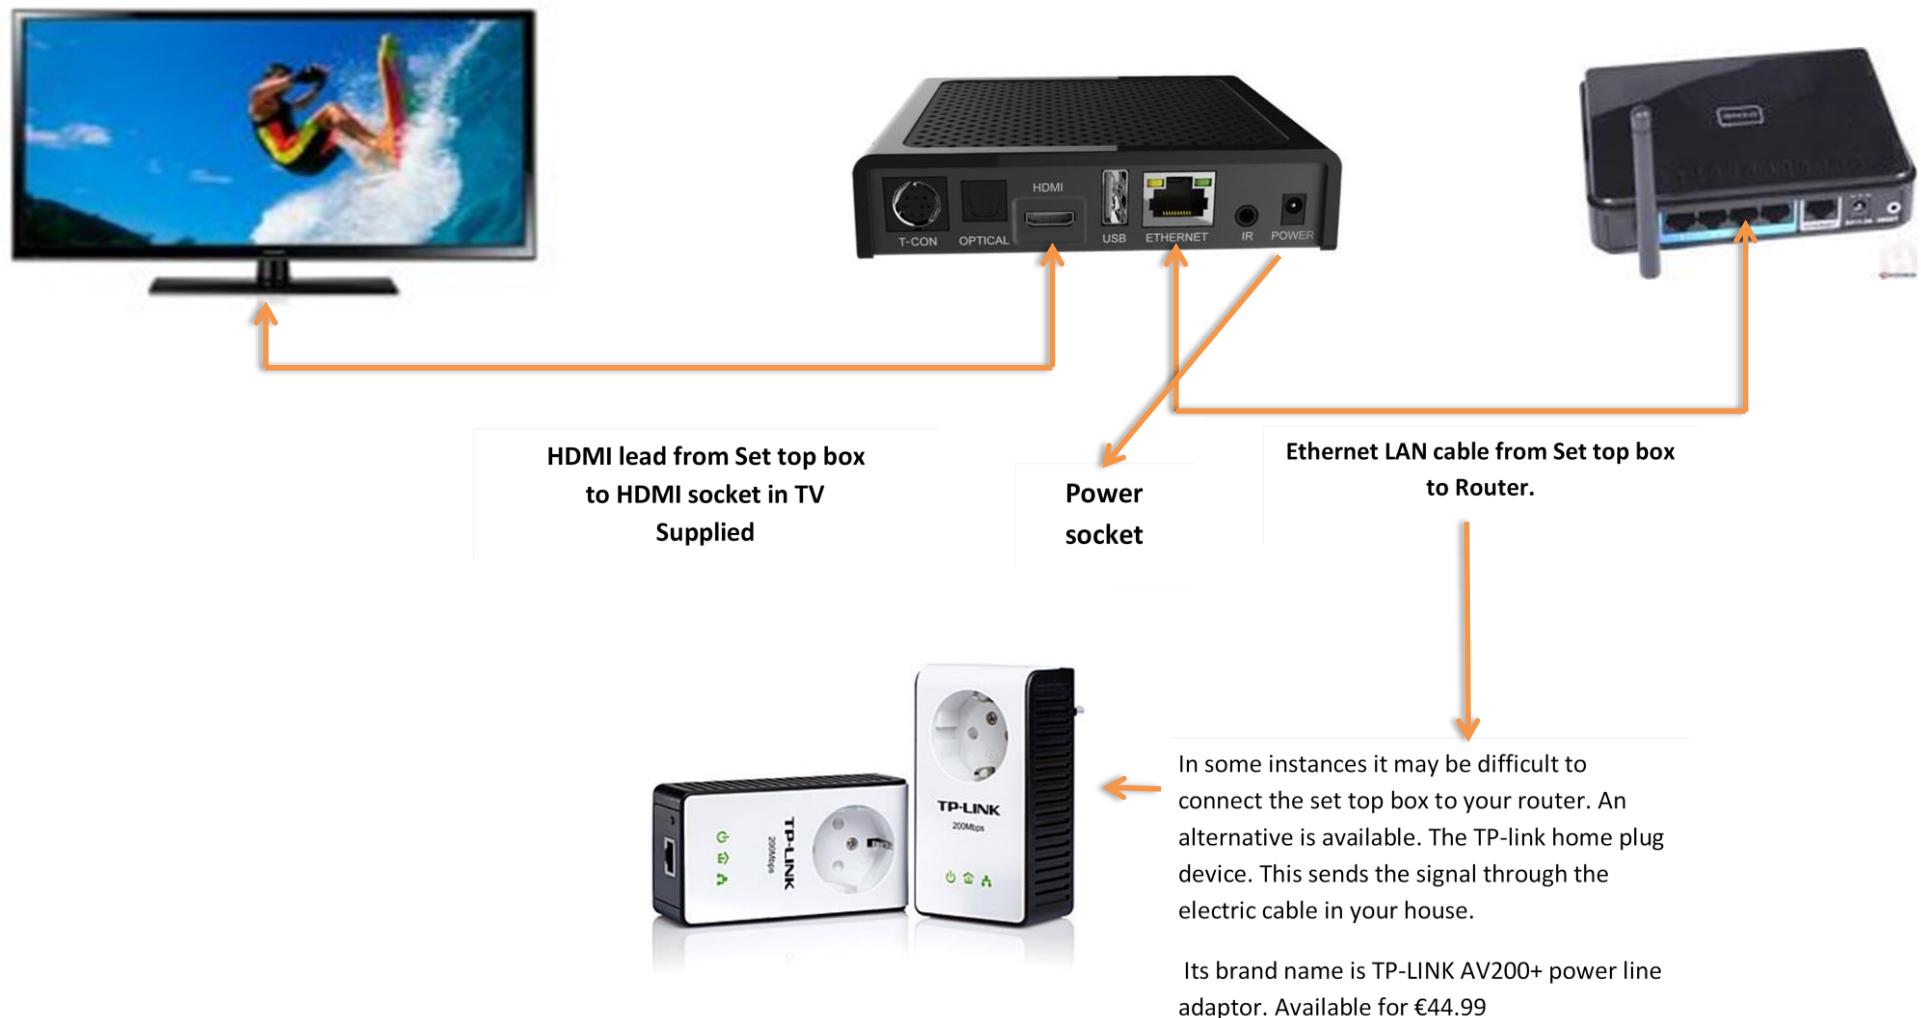 HDMI
T-CON
OPTICAL
USB
ETHERNET
IR
POWER
HDMI lead from Set top box
to HDMI socket in TV
Supplied
Power
socket
Ethernet LAN cable from Set top box
to Router.
TP-LINK
200Mbps
TP-LINK
200Mbps
In some instances it may be difficult to
connect the set top box to your router. An
alternative is available. The TP-link home plug
device. This sends the signal through the
electric cable in your house.
Its brand name is TP-LINK AV200+ power line
adaptor. Available for €44.99